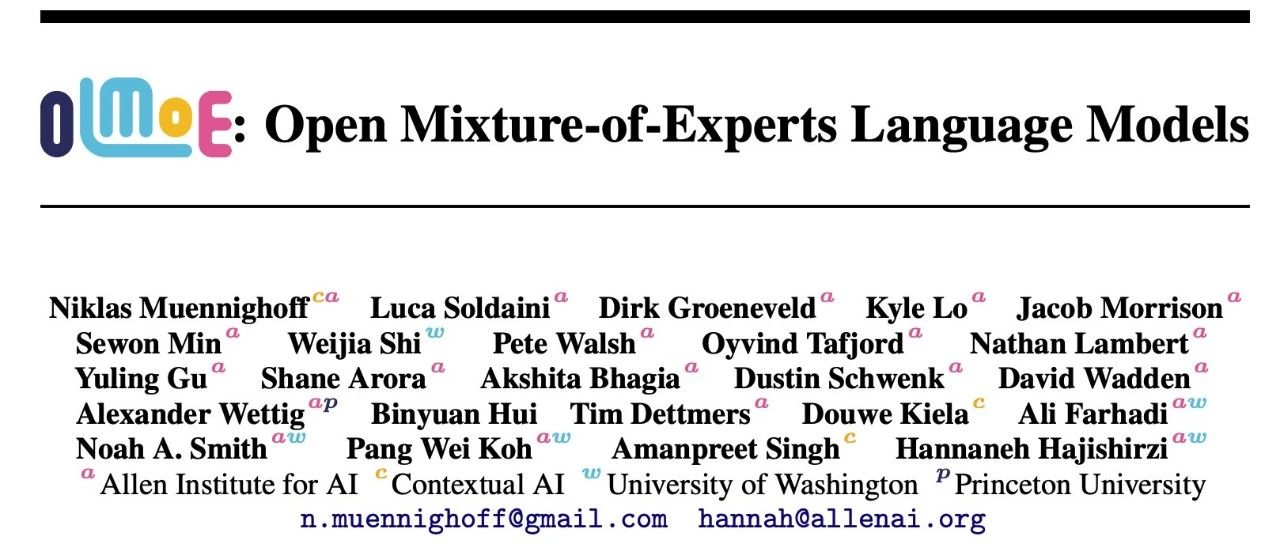 OLMoE: Open Mixture-of-Experts Language Models
Niklas Muennighoff ca Luca Soldaini a Dirk Groeneveld a Kyle Lo a Jacob Morrison a
Sewon Min a Weijia Shi w Pete Walsh a Oyvind Tafjord a Nathan Lambert a
Yuling Gu a Shane Arora a Akshita Bhagia a Dustin Schwenk a David Wadden a
Alexander Wettig ap Binyuan Hui Tim Dettmers a Douwe Kiela c Ali Farhadi aw
Noah A. Smith aw Pang Wei Koh aw Amanpreet Singh c Hannaneh Hajishirzi aw
a Allen Institute for AI c Contextual AI w University of Washington p Princeton University
n.muennighoff@gmail.com hannah@allenai.org